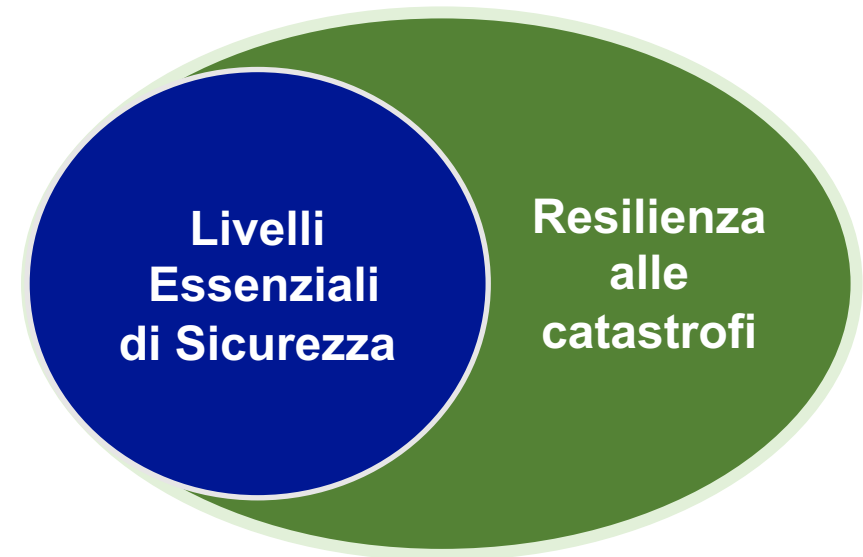 Livelli
Essenziali
di Sicurezza
Resilienza
alle
catastrofi